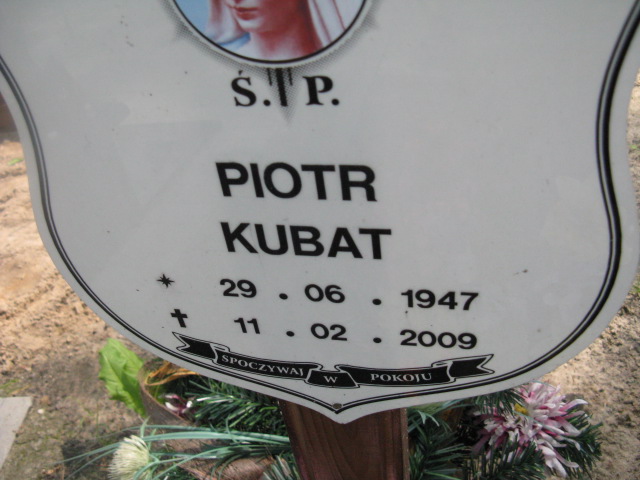 Ś. P.
PIOTR
KUBAT
29 . 06 . 1947
11 . 02 . 2009
SPOCZYWAJ W POKOJU